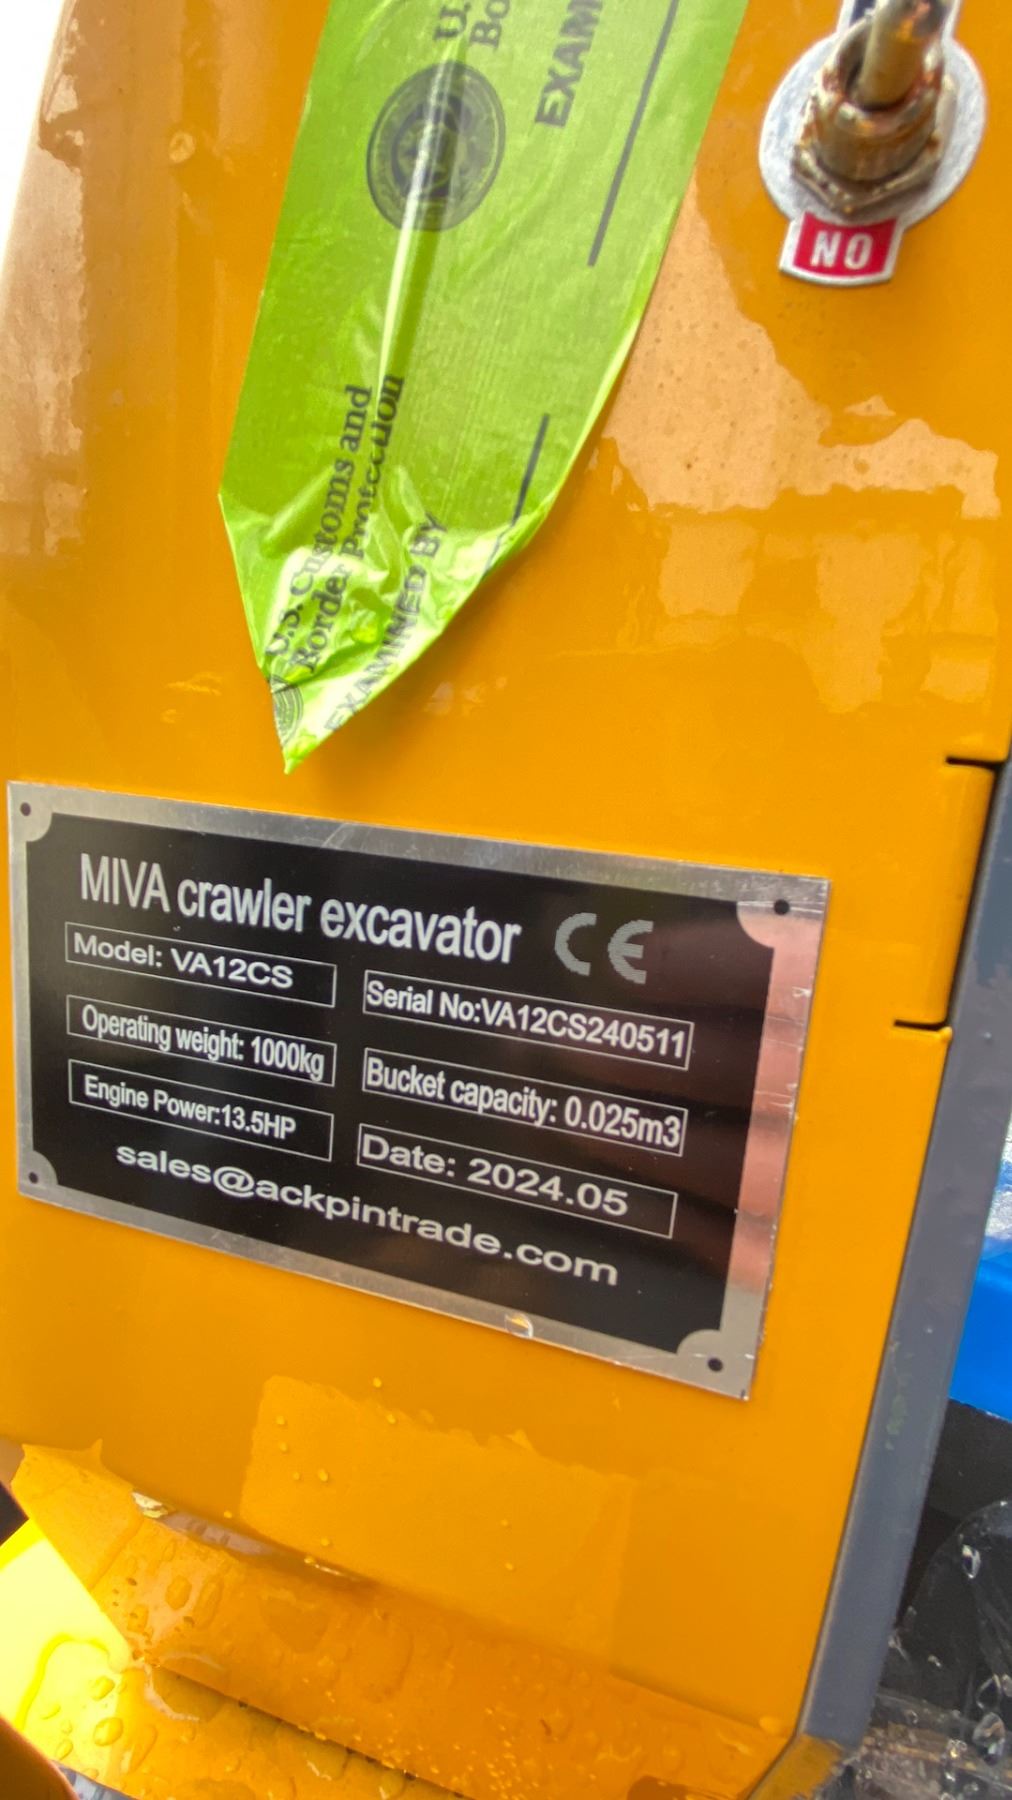 U.S. Customs and
Border Protection
EXAMINED BY
NO
MIVA crawler excavator CE
Model: VA12CS
Serial No:VA12CS240511
Operating weight: 1000kg
Bucket capacity: 0.025m3
Engine Power:13.5HP
Date: 2024.05
sales@ackpintrade.com